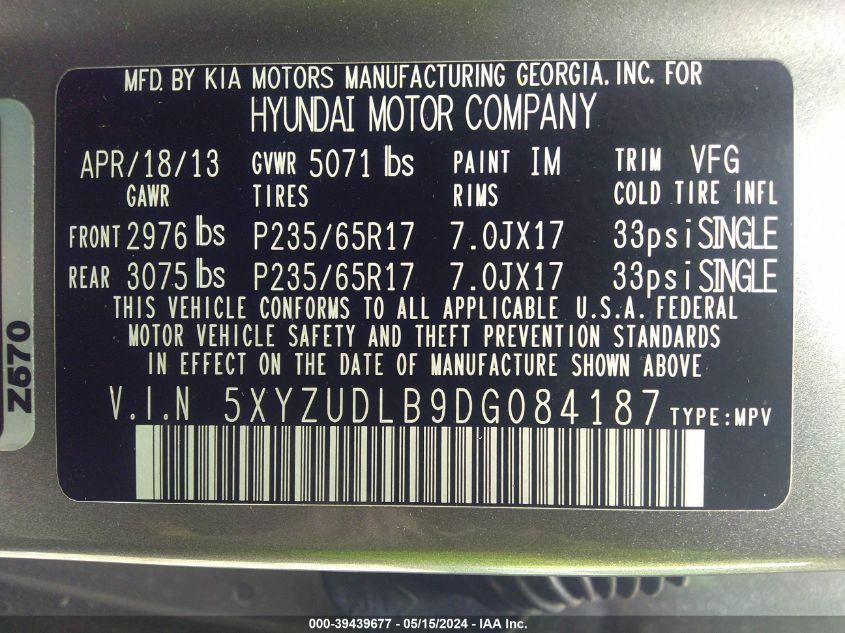 MFD. BY KIA MOTORS MANUFACTURING GEORGIA, INC. FOR
HYUNDAI MOTOR COMPANY
APR/18/13 GVWR 5071 lbs PAINT IM TRIM VFG
GAWR TIRES RIMS COLD TIRE INFL
FRONT 2976 lbs P235/65R17 7.0JX17 33psi SINGLE
REAR 3075 lbs P235/65R17 7.0JX17 33psi SINGLE
THIS VEHICLE CONFORMS TO ALL APPLICABLE U.S.A. FEDERAL
MOTOR VEHICLE SAFETY AND THEFT PREVENTION STANDARDS
IN EFFECT ON THE DATE OF MANUFACTURE SHOWN ABOVE
V.I.N 5XYZUDLB9DG084187 TYPE:MPV
Z570
000-39439677 - 05/15/2024 - IAA Inc.